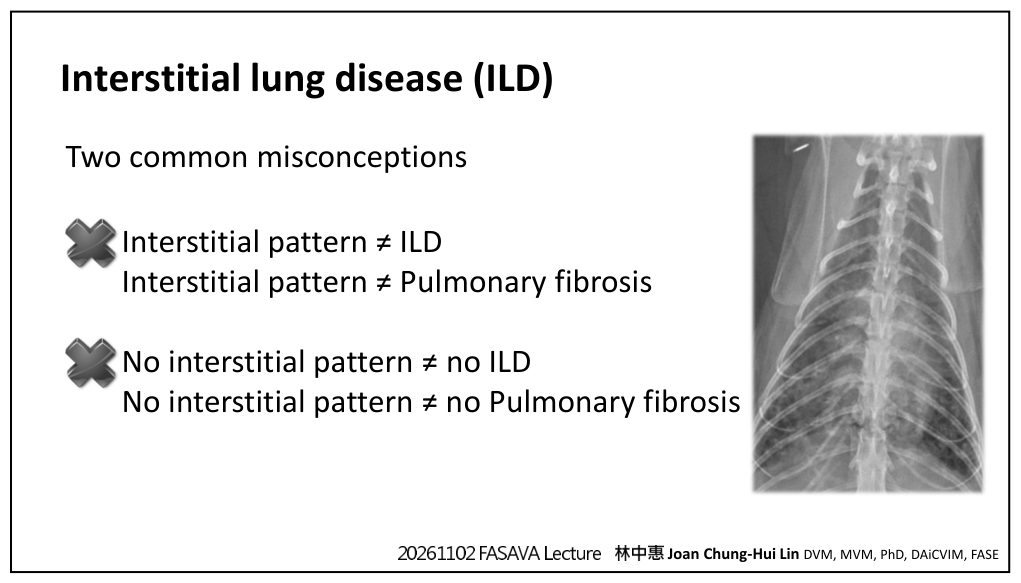 Interstitial lung disease (ILD)
Two common misconceptions
Interstitial pattern ≠ ILD
Interstitial pattern ≠ Pulmonary fibrosis
No interstitial pattern ≠ no ILD
No interstitial pattern ≠ no Pulmonary fibrosis
20261102 FASAVA Lecture 林中惠 Joan Chung-Hui Lin DVM, MVM, PhD, DAiCVIM, FASE